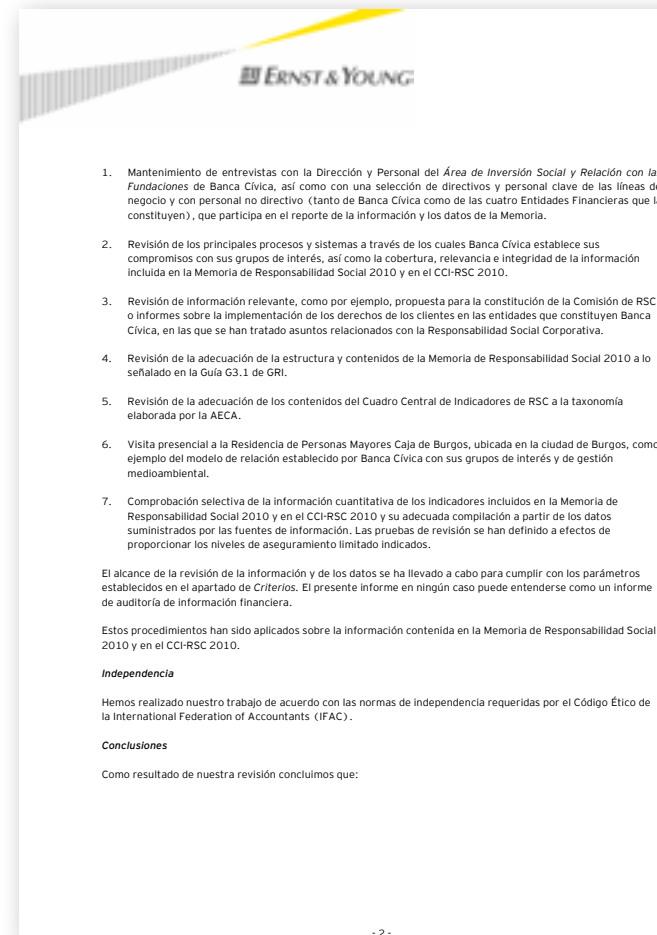 ERNST & YOUNG
1. Mantenimiento de entrevistas con la Dirección y Personal del Área de Inversión Social y Relación con
Fundaciones de Banca Cívica, así como con una selección de directivos y personal clave de las líneas
negocio y con personal no directivo (tanto de Banca Cívica como de las cuatro Entidades Financieras que
constituyen), que participa en el reporte de la información y los datos de la Memoria.
2. Revisión de los principales procesos y sistemas a través de los cuales Banca Cívica establece sus
compromisos con sus grupos de interés, así como la cobertura, relevancia e integridad de la información
incluida en la Memoria de Responsabilidad Social 2010 y en el CCI-RSC 2010.
3. Revisión de información relevante, como por ejemplo, propuesta para la constitución de la Comisión de RSC
o informes sobre la implementación de los derechos de los clientes en las entidades que constituyen Banca
Cívica, en las que se han tratado asuntos relacionados con la Responsabilidad Social Corporativa.
4. Revisión de la adecuación de la estructura y contenidos de la Memoria de Responsabilidad Social 2010 a lo
señalado en la Guía G3.1 de GRI.
5. Revisión de la adecuación de los contenidos del Cuadro Central de Indicadores de RSC a la taxonomía
elaborada por la AECA.
6. Visita presencial a la Residencia de Personas Mayores Caja de Burgos, ubicada en la ciudad de Burgos, como
ejemplo del modelo de relación establecido por Banca Cívica con sus grupos de interés y de gestión
medioambiental.
7. Comprobación selectiva de la información cuantitativa de los indicadores incluidos en la Memoria de
Responsabilidad Social 2010 y en el CCI-RSC 2010 y su adecuada compilación a partir de los datos
suministrados por las fuentes de información. Las pruebas de revisión se han definido a efectos de
proporcionar los niveles de aseguramiento limitado indicados.
El alcance de la revisión de la información y de los datos se ha llevado a cabo para cumplir con los parámetros
establecidos en el apartado de Criterios. El presente informe en ningún caso puede entenderse como un informe
de auditoría de información financiera.
Estos procedimientos han sido aplicados sobre la información contenida en la Memoria de Responsabilidad Social
2010 y en el CCI-RSC 2010.
Independencia
Hemos realizado nuestro trabajo de acuerdo con las normas de independencia requeridas por el Código Ético de
la International Federation of Accountants (IFAC).
Conclusiones
Como resultado de nuestra revisión concluimos que:
- 2 -